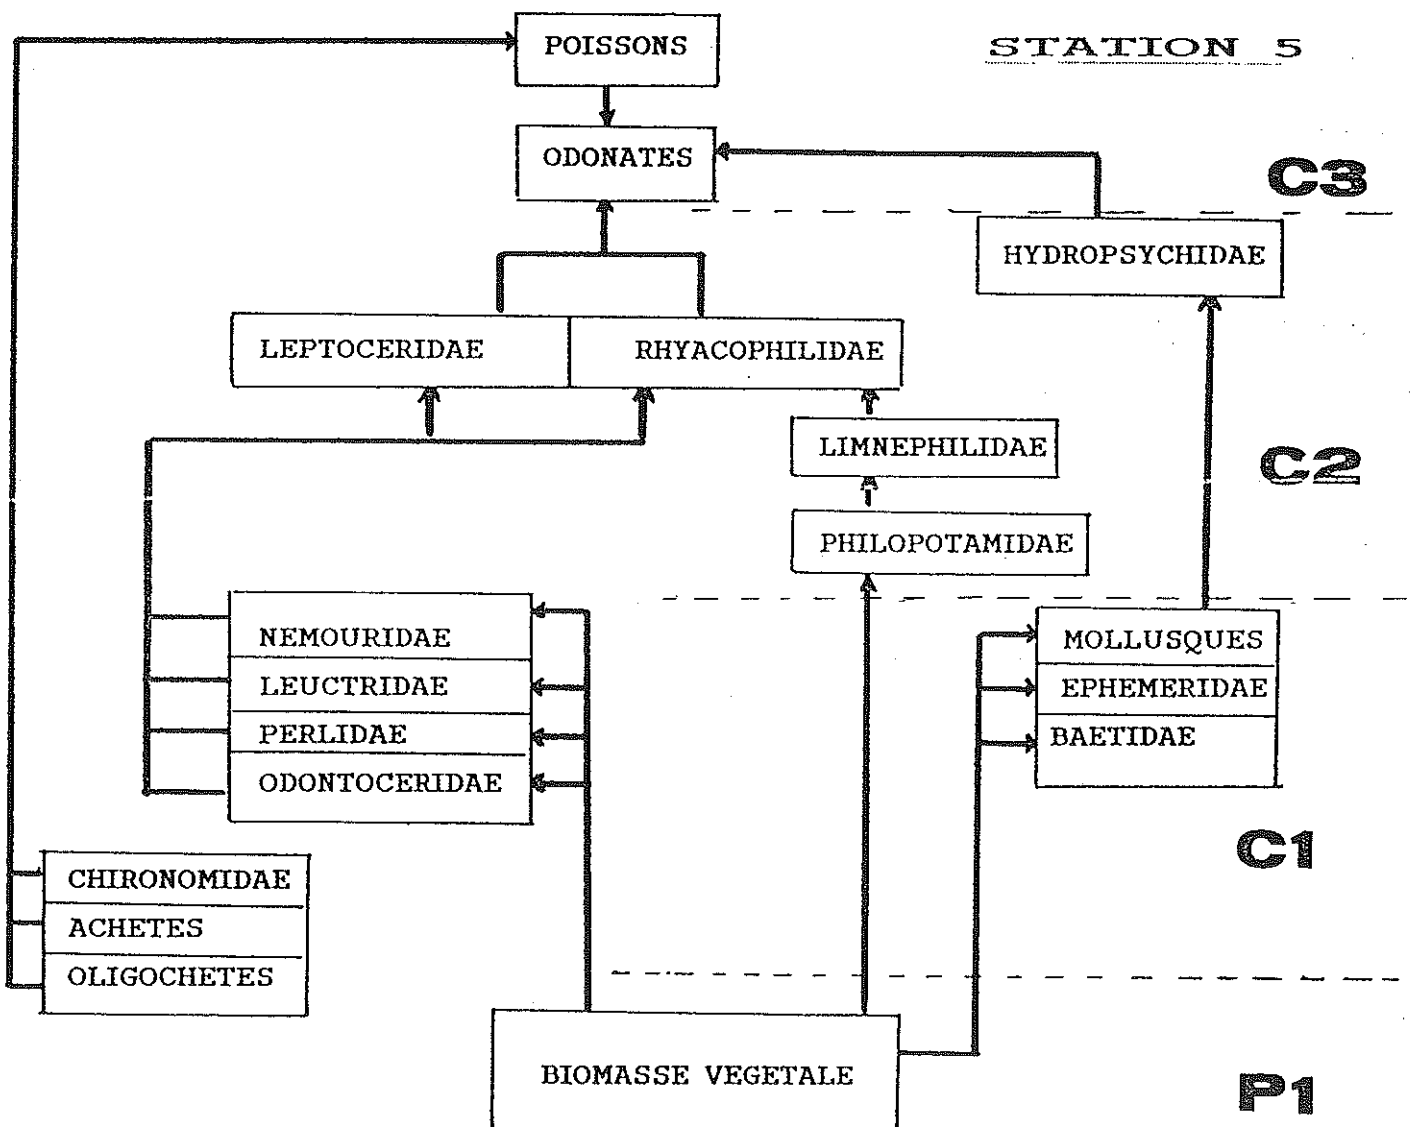 STATION 5
POISSONS
ODONATES
C3
HYDROPSYCHIDAE
LEPTOCERIDAE
RHYACOPHILIDAE
LIMNEPHILIDAE
C2
PHILOPOTAMIDAE
NEMOURIDAE
LEUCTRIDAE
PERLIDAE
ODONTOCERIDAE
MOLLUSQUES
EPHEMERIDAE
BAETIDAE
C1
CHIRONOMIDAE
ACHETES
OLIGOCHETES
BIOMASSE VEGETALE
P1